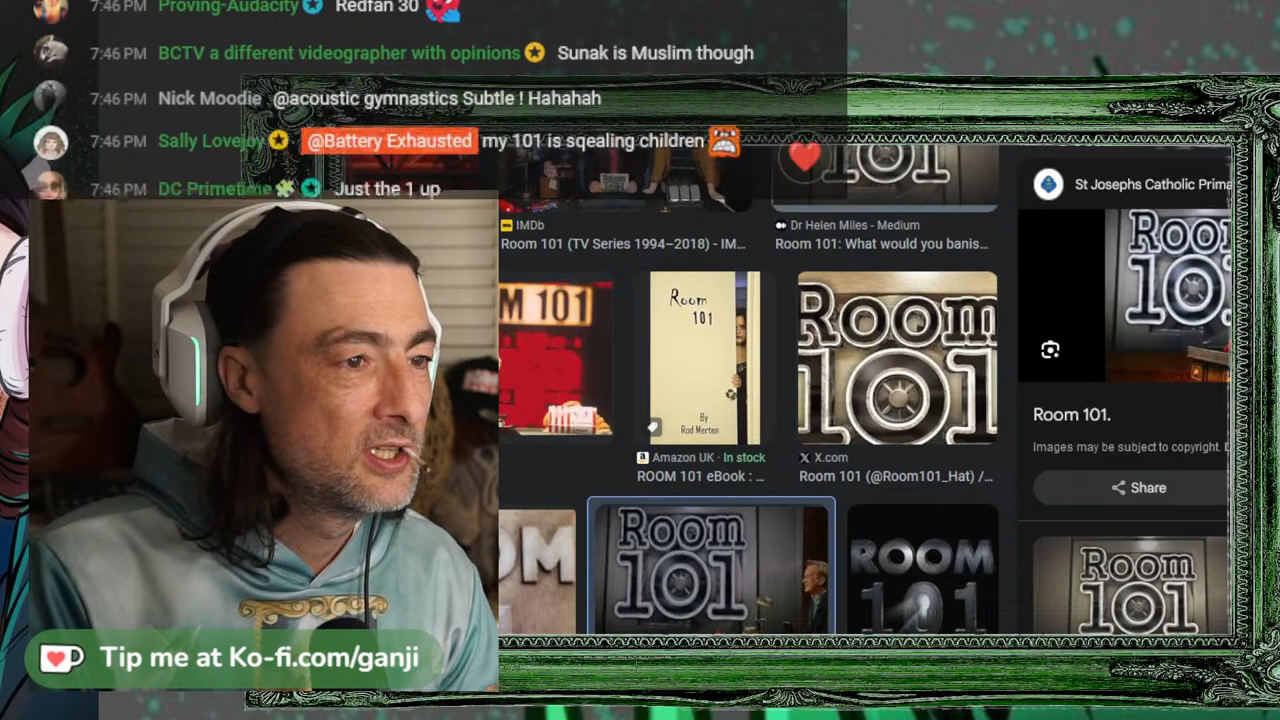 7:46 PM Proving-Audacity Redfan 30
7:46 PM BCTV a different videographer with opinions Sunak is Muslim though
7:46 PM Nick Moodie @acoustic gymnastics Subtle ! Hahahah
7:46 PM Sally Lovejoy @Battery Exhausted my 101 is sqealing children
7:46 PM DC Primetime Just the 1 up
101
St Josephs Catholic Prima
IMDb
Room 101 (TV Series 1994–2018) - IM...
Dr Helen Miles - Medium
Room 101: What would you banis...
Room
101
M 101
Room
101
By
Rod Merten
Room
101
Amazon UK · In stock
ROOM 101 eBook : ...
X.com
Room 101 (@Room101_Hat) /...
Room 101.
Images may be subject to copyright. L
Share
OM
Room
101
ROOM
101
Room
101
Tip me at Ko-fi.com/ganji